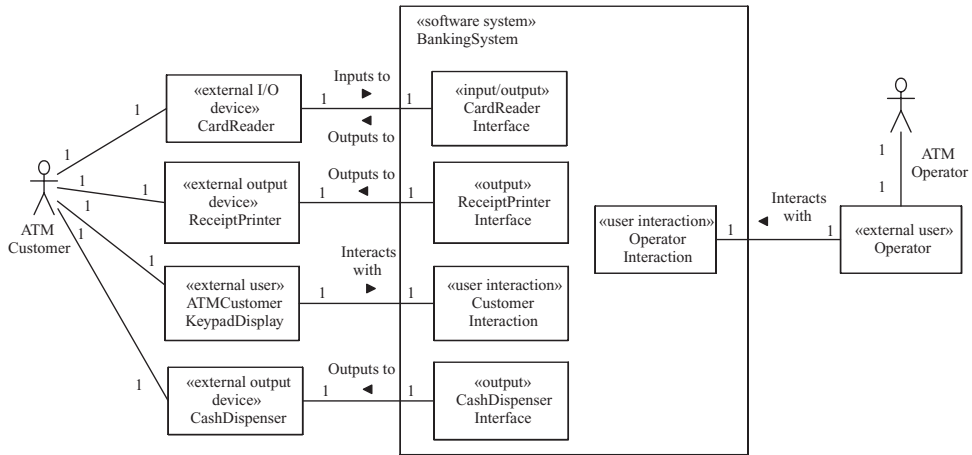 «software system»
BankingSystem
Inputs to
«external I/O
device»
CardReader
1
1
1
1
Outputs to
«input/output»
CardReader
Interface
ATM
Customer
1
1
«external output
device»
ReceiptPrinter
1
Outputs to
1
«output»
ReceiptPrinter
Interface
1
1
«external user»
ATMCustomer
KeypadDisplay
1
Interacts
with
1
«user interaction»
Customer
Interaction
1
1
«external output
device»
CashDispenser
1
Outputs to
1
«output»
CashDispenser
Interface
«user interaction»
Operator
Interaction
1
Interacts
with
1
«external user»
Operator
1
1
ATM
Operator